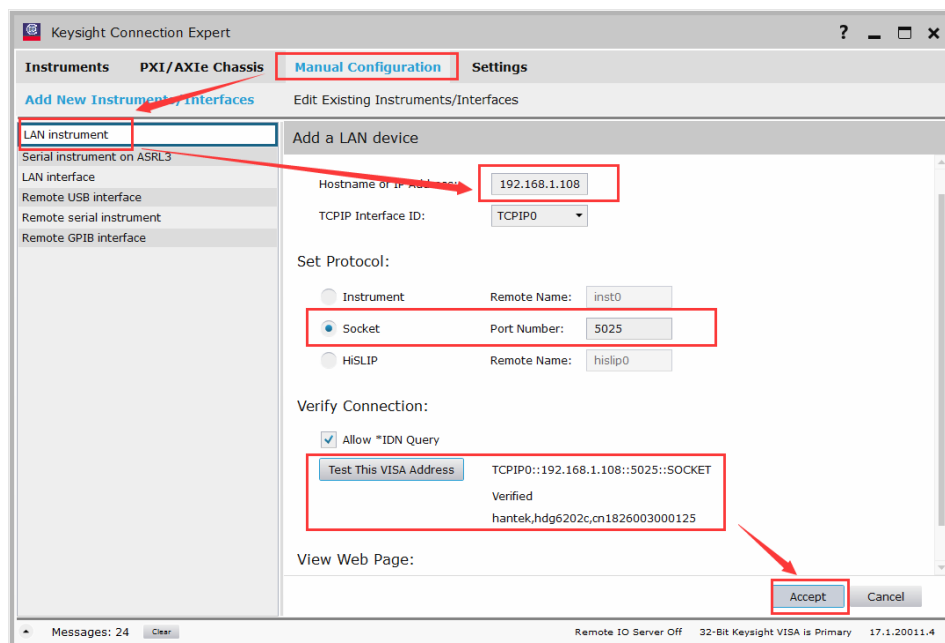 Keysight Connection Expert
?
Instruments PXI/AXIe Chassis Manual Configuration Settings
Add New Instruments/Interfaces Edit Existing Instruments/Interfaces
LAN instrument
Serial instrument on ASRL3
LAN interface
Remote USB interface
Remote serial instrument
Remote GPIB interface
Add a LAN device
Hostname or IP Address: 192.168.1.108
TCPIP Interface ID: TCPIP0
Set Protocol:
Instrument Remote Name: inst0
Socket Port Number: 5025
HiSLIP Remote Name: hislip0
Verify Connection:
Allow *IDN Query
Test This VISA Address TCPIP0::192.168.1.108::5025::SOCKET
Verified
hantek,hdg6202c,cn1826003000125
View Web Page:
Accept Cancel
Messages: 24 Clear Remote IO Server Off 32-Bit Keysight VISA is Primary 17.1.20011.4